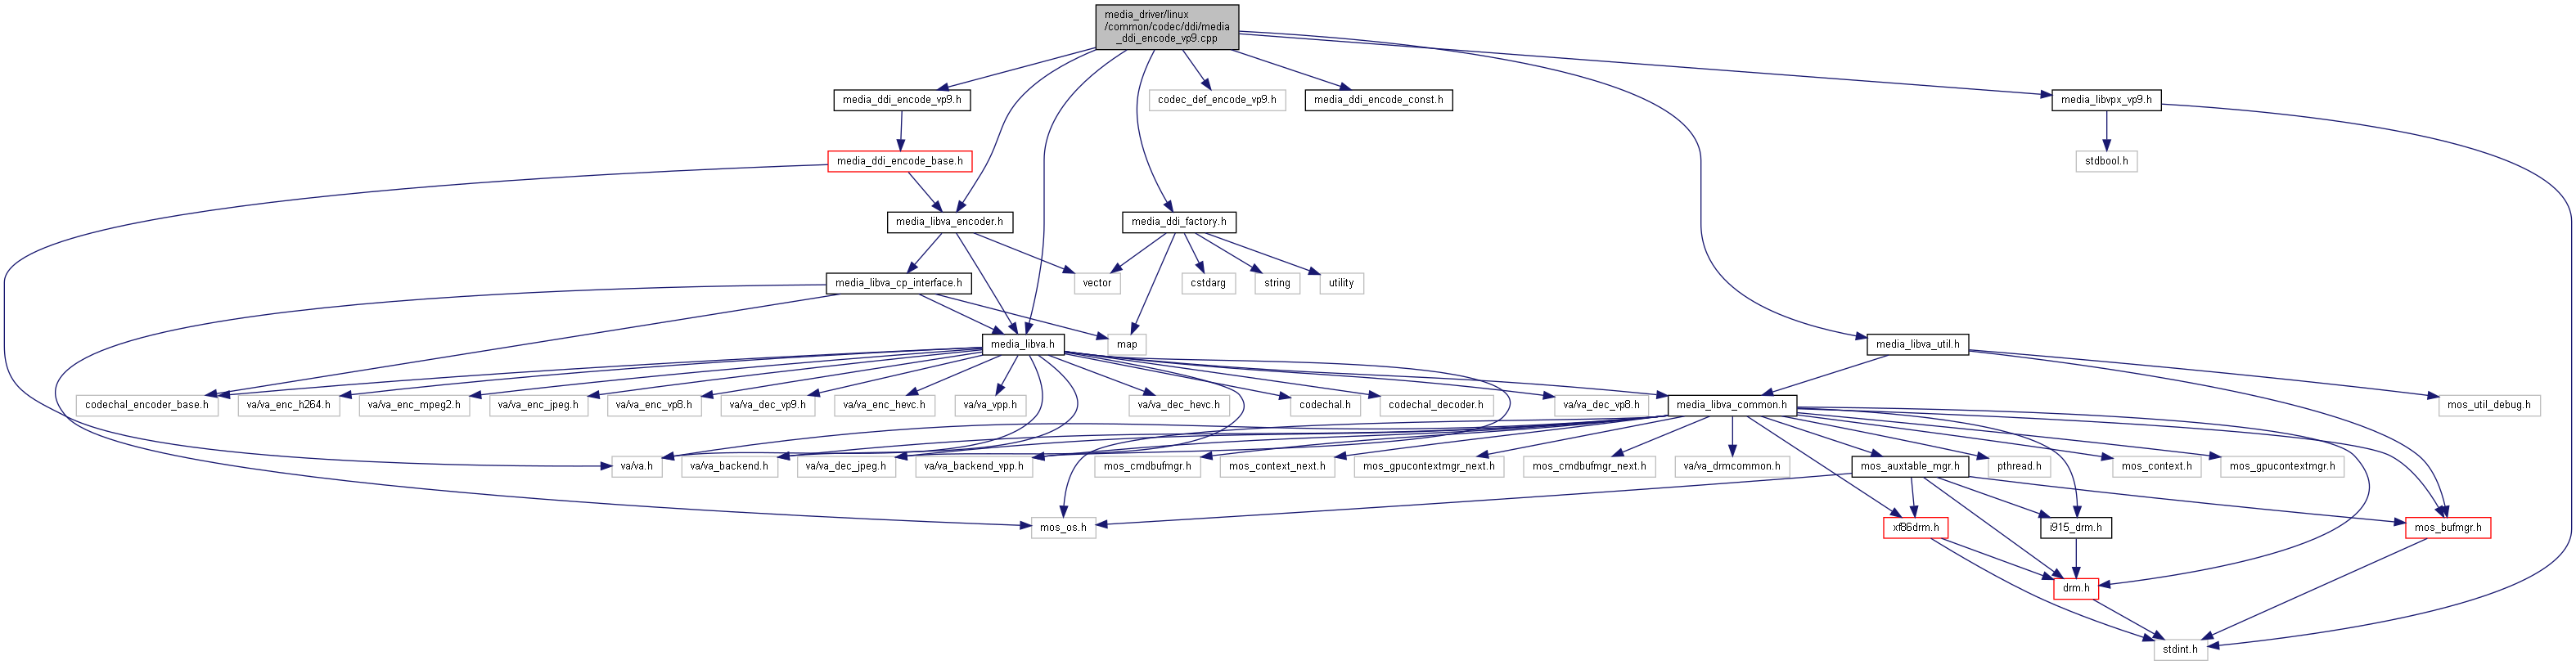 media_driver/linux
/common/codec/ddi/media
_ddi_encode_vp9.cpp
media_ddi_encode_vp9.h
codec_def_encode_vp9.h
media_ddi_encode_const.h
media_libvpx_vp9.h
media_ddi_encode_base.h
stdbool.h
media_libva_encoder.h
media_ddi_factory.h
media_libva_cp_interface.h
vector
cstdarg
string
utility
media_libva.h
map
media_libva_util.h
codechal_encoder_base.h
va/va_enc_h264.h
va/va_enc_mpeg2.h
va/va_enc_jpeg.h
va/va_enc_vp8.h
va/va_dec_vp9.h
va/va_enc_hevc.h
va/va_vpp.h
va/va_dec_hevc.h
codechal.h
codechal_decoder.h
va/va_dec_vp8.h
media_libva_common.h
mos_util_debug.h
va/va.h
va/va_backend.h
va/va_dec_jpeg.h
va/va_backend_vpp.h
mos_cmdbufmgr.h
mos_context_next.h
mos_gpucontextmgr_next.h
mos_cmdbufmgr_next.h
va/va_drmcommon.h
mos_auxtable_mgr.h
pthread.h
mos_context.h
mos_gpucontextmgr.h
mos_os.h
xf86drm.h
i915_drm.h
mos_bufmgr.h
drm.h
stdint.h